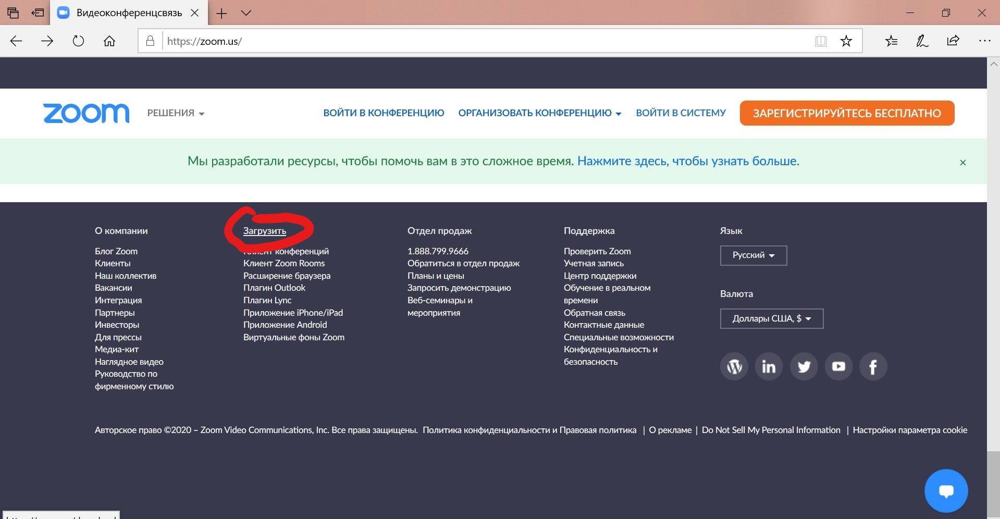 Видеоконференцсвязь
https://zoom.us/
zoom
РЕШЕНИЯ
ВОЙТИ В КОНФЕРЕНЦИЮ
ОРГАНИЗОВАТЬ КОНФЕРЕНЦИЮ
ВОЙТИ В СИСТЕМУ
ЗАРЕГИСТРИРУЙТЕСЬ БЕСПЛАТНО
Мы разработали ресурсы, чтобы помочь вам в это сложное время. Нажмите здесь, чтобы узнать больше.
О компании
Блог Zoom
Клиенты
Наш коллектив
Вакансии
Интеграция
Партнеры
Инвесторы
Для прессы
Медиа-кит
Наглядное видео
Руководство по
фирменному стилю
Загрузить
Клиент конференций
Клиент Zoom Rooms
Расширение браузера
Плагин Outlook
Плагин Lync
Приложение iPhone/iPad
Приложение Android
Виртуальные фоны Zoom
Отдел продаж
1.888.799.9666
Обратиться в отдел продаж
Планы и цены
Запросить демонстрацию
Веб-семинары и
мероприятия
Поддержка
Проверить Zoom
Учетная запись
Центр поддержки
Обучение в реальном
времени
Обратная связь
Контактные данные
Специальные возможности
Конфиденциальность и
безопасность
Язык
Русский
Валюта
Доллары США, $
Авторское право ©2020 – Zoom Video Communications, Inc. Все права защищены. Политика конфиденциальности и Правовая политика | О рекламе | Do Not Sell My Personal Information | Настройки параметра cookie